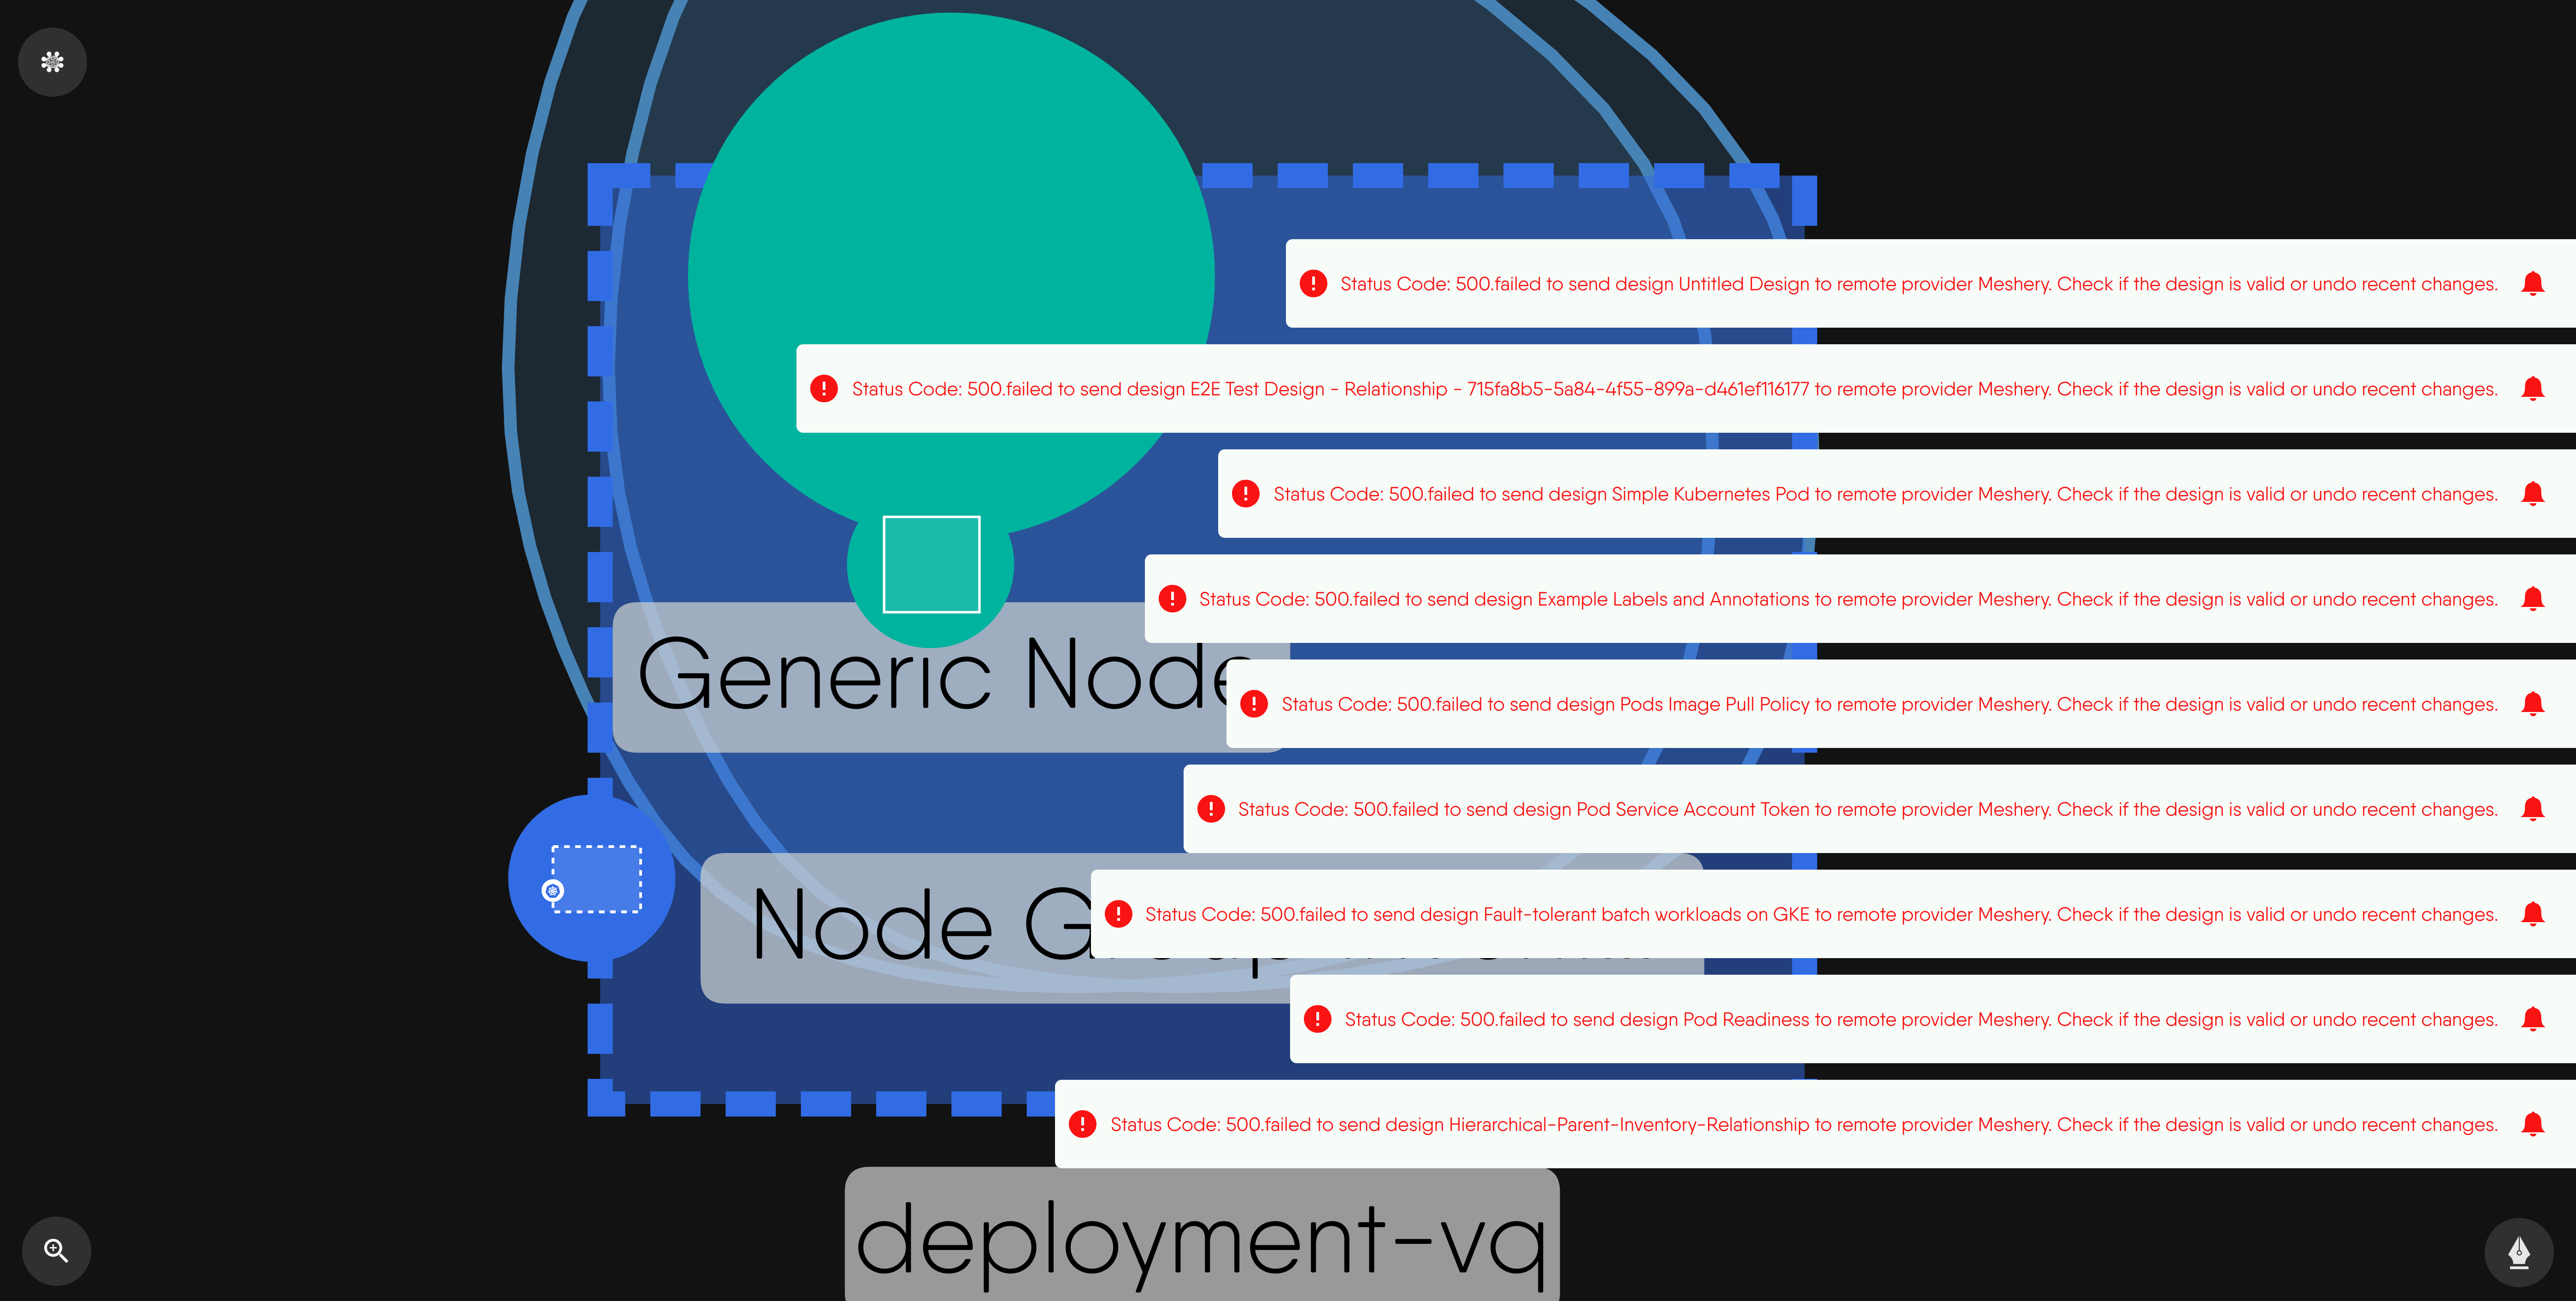 Status Code: 500.failed to send design Untitled Design to remote provider Meshery. Check if the design is valid or undo recent changes.
Status Code: 500.failed to send design E2E Test Design - Relationship - 715fa8b5-5a84-4f55-899a-d461ef116177 to remote provider Meshery. Check if the design is valid or undo recent changes.
Status Code: 500.failed to send design Simple Kubernetes Pod to remote provider Meshery. Check if the design is valid or undo recent changes.
Status Code: 500.failed to send design Example Labels and Annotations to remote provider Meshery. Check if the design is valid or undo recent changes.
Generic Node
Status Code: 500.failed to send design Pods Image Pull Policy to remote provider Meshery. Check if the design is valid or undo recent changes.
Status Code: 500.failed to send design Pod Service Account Token to remote provider Meshery. Check if the design is valid or undo recent changes.
Node
Status Code: 500.failed to send design Fault-tolerant batch workloads on GKE to remote provider Meshery. Check if the design is valid or undo recent changes.
Status Code: 500.failed to send design Pod Readiness to remote provider Meshery. Check if the design is valid or undo recent changes.
Status Code: 500.failed to send design Hierarchical-Parent-Inventory-Relationship to remote provider Meshery. Check if the design is valid or undo recent changes.
deployment-vq